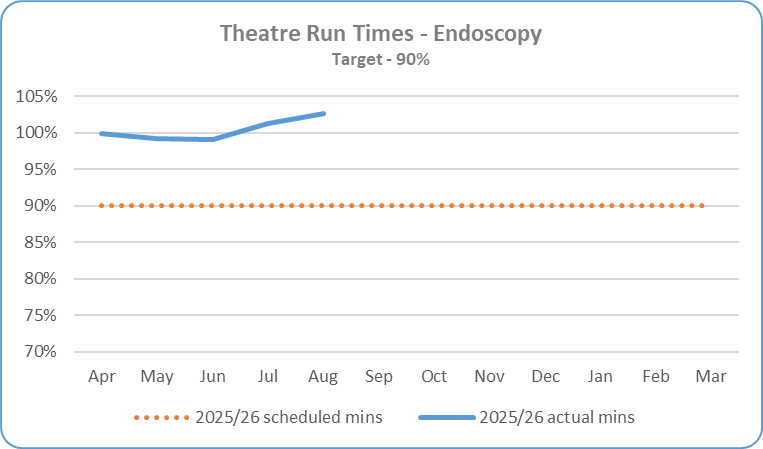 Theatre Run Times - Endoscopy
Target - 90%
105%
100%
95%
90%
85%
80%
75%
70%
Apr May Jun Jul Aug Sep Oct Nov Dec Jan Feb Mar
2025/26 scheduled mins 2025/26 actual mins